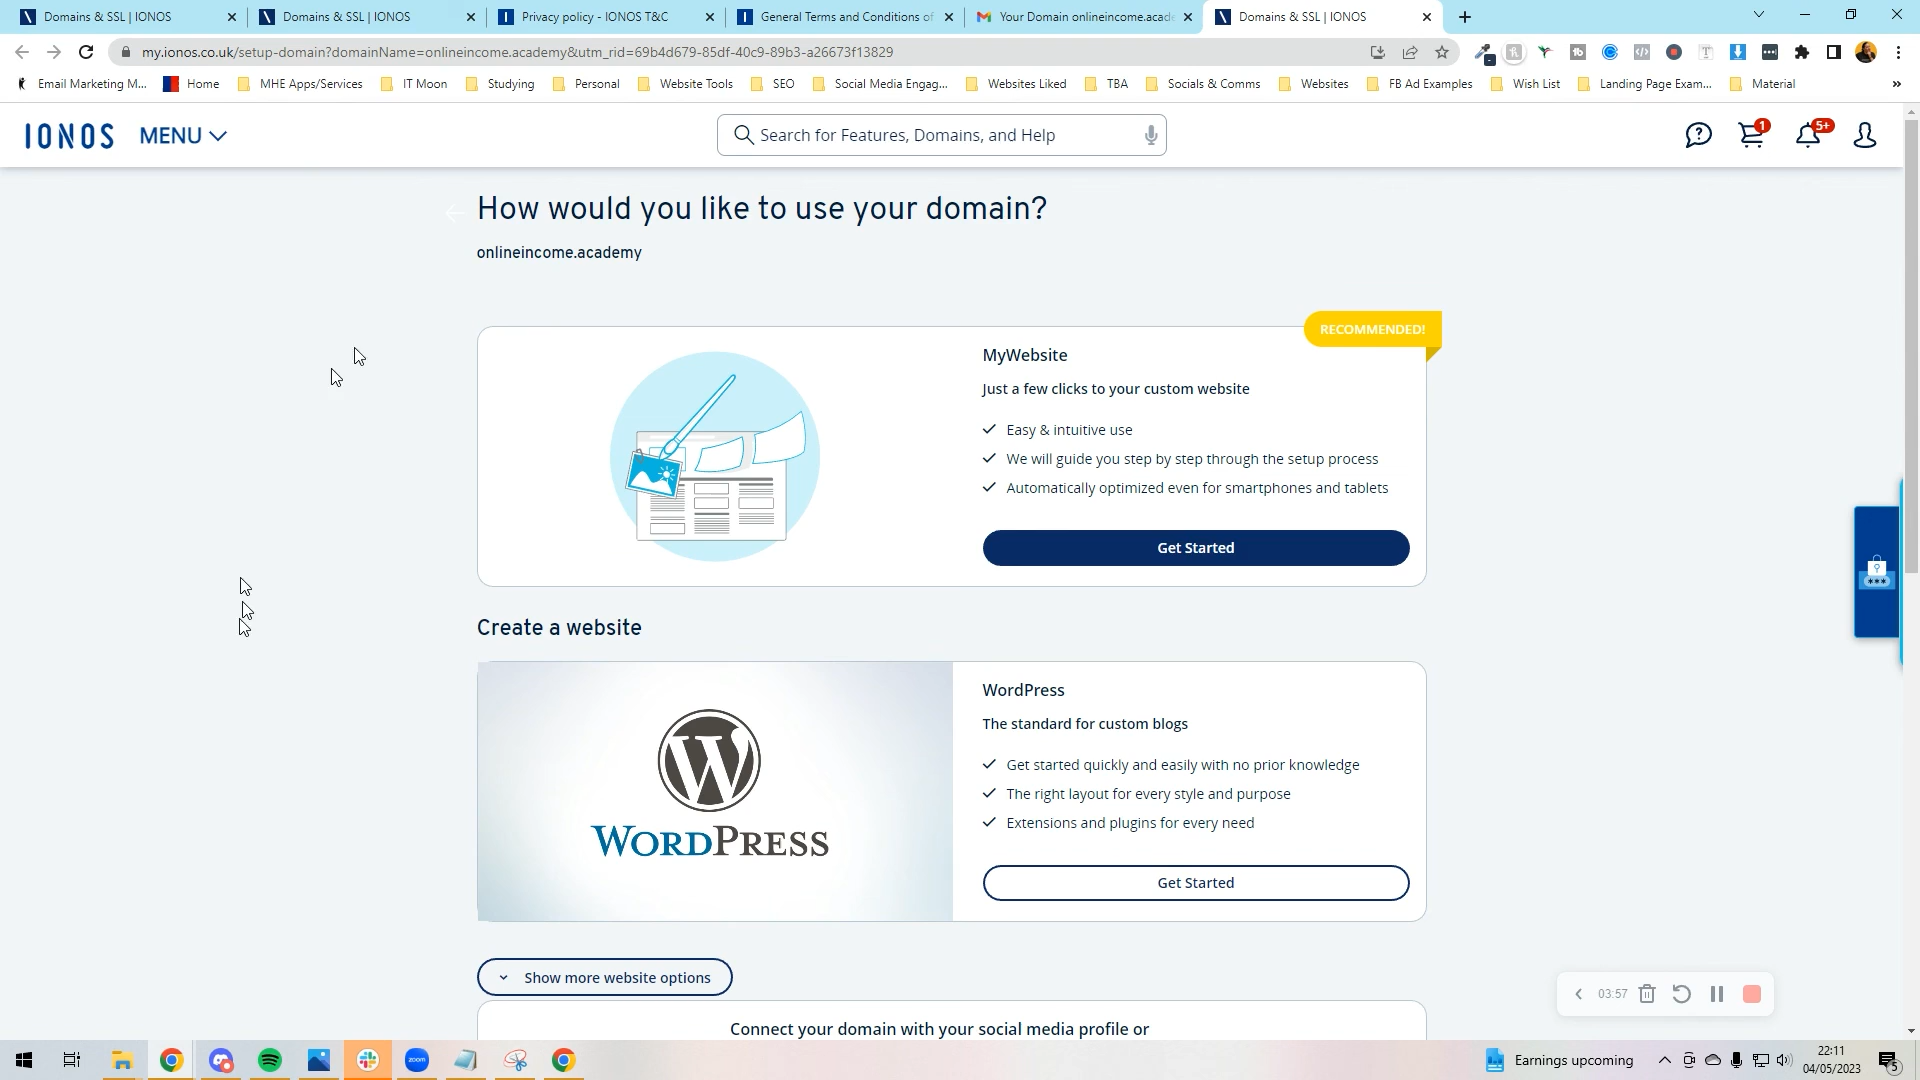 Domains & SSL | IONOS
Domains & SSL | IONOS
Privacy policy - IONOS T&C
General Terms and Conditions of
Your Domain onlineincome.acade
Domains & SSL | IONOS
my.ionos.co.uk/setup-domain?domainName=onlineincome.academy&utm_rid=69b4d679-85df-40c9-89b3-a26673f13829
Email Marketing M...
Home
MHE Apps/Services
IT Moon
Studying
Personal
Website Tools
SEO
Social Media Engag...
Websites Liked
TBA
Socials & Comms
Websites
FB Ad Examples
Wish List
Landing Page Exam...
Material
IONOS
MENU
Search for Features, Domains, and Help
1
5+
How would you like to use your domain?
onlineincome.academy
RECOMMENDED!
MyWebsite
Just a few clicks to your custom website
Easy & intuitive use
We will guide you step by step through the setup process
Automatically optimized even for smartphones and tablets
Get Started
Create a website
WORDPRESS
WordPress
The standard for custom blogs
Get started quickly and easily with no prior knowledge
The right layout for every style and purpose
Extensions and plugins for every need
Get Started
Show more website options
03:57
Connect your domain with your social media profile or
zoom
Earnings upcoming
22:11
04/05/2023
5